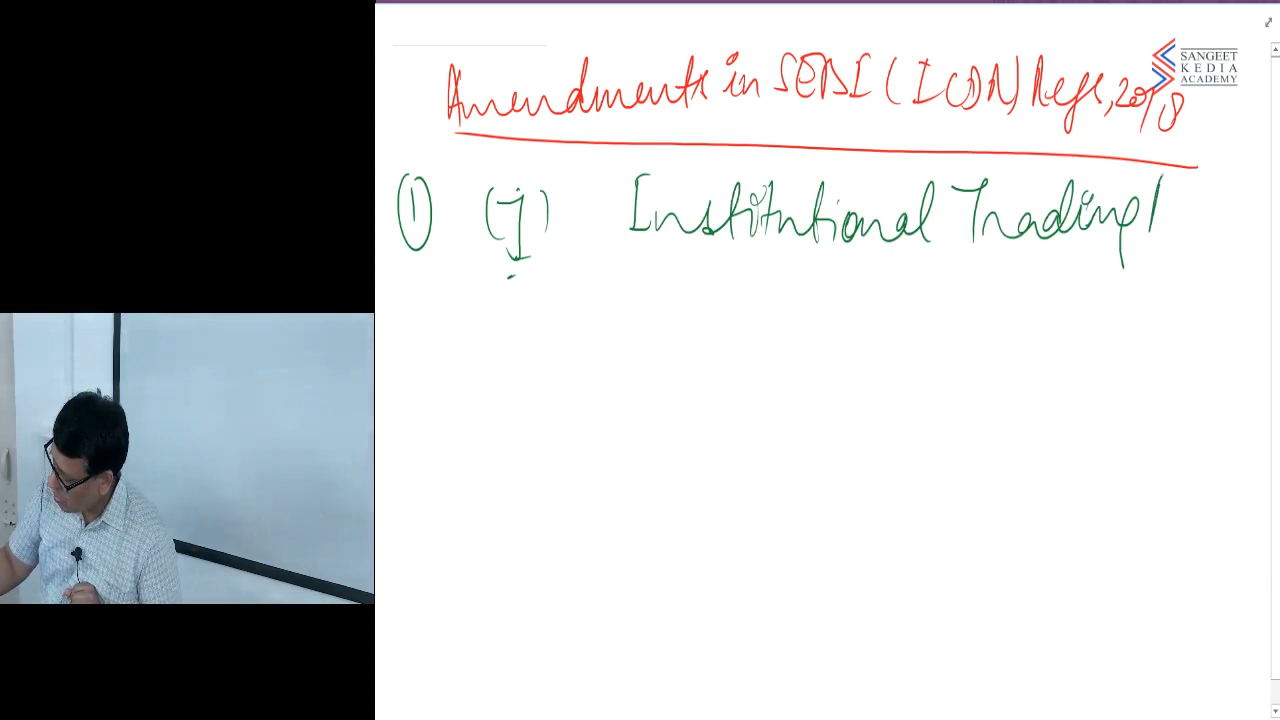 Amendments in SEBI (ICDR) Regs, 2018
SANGEET
KEDIA
ACADEMY
① (I) Institutional Trading